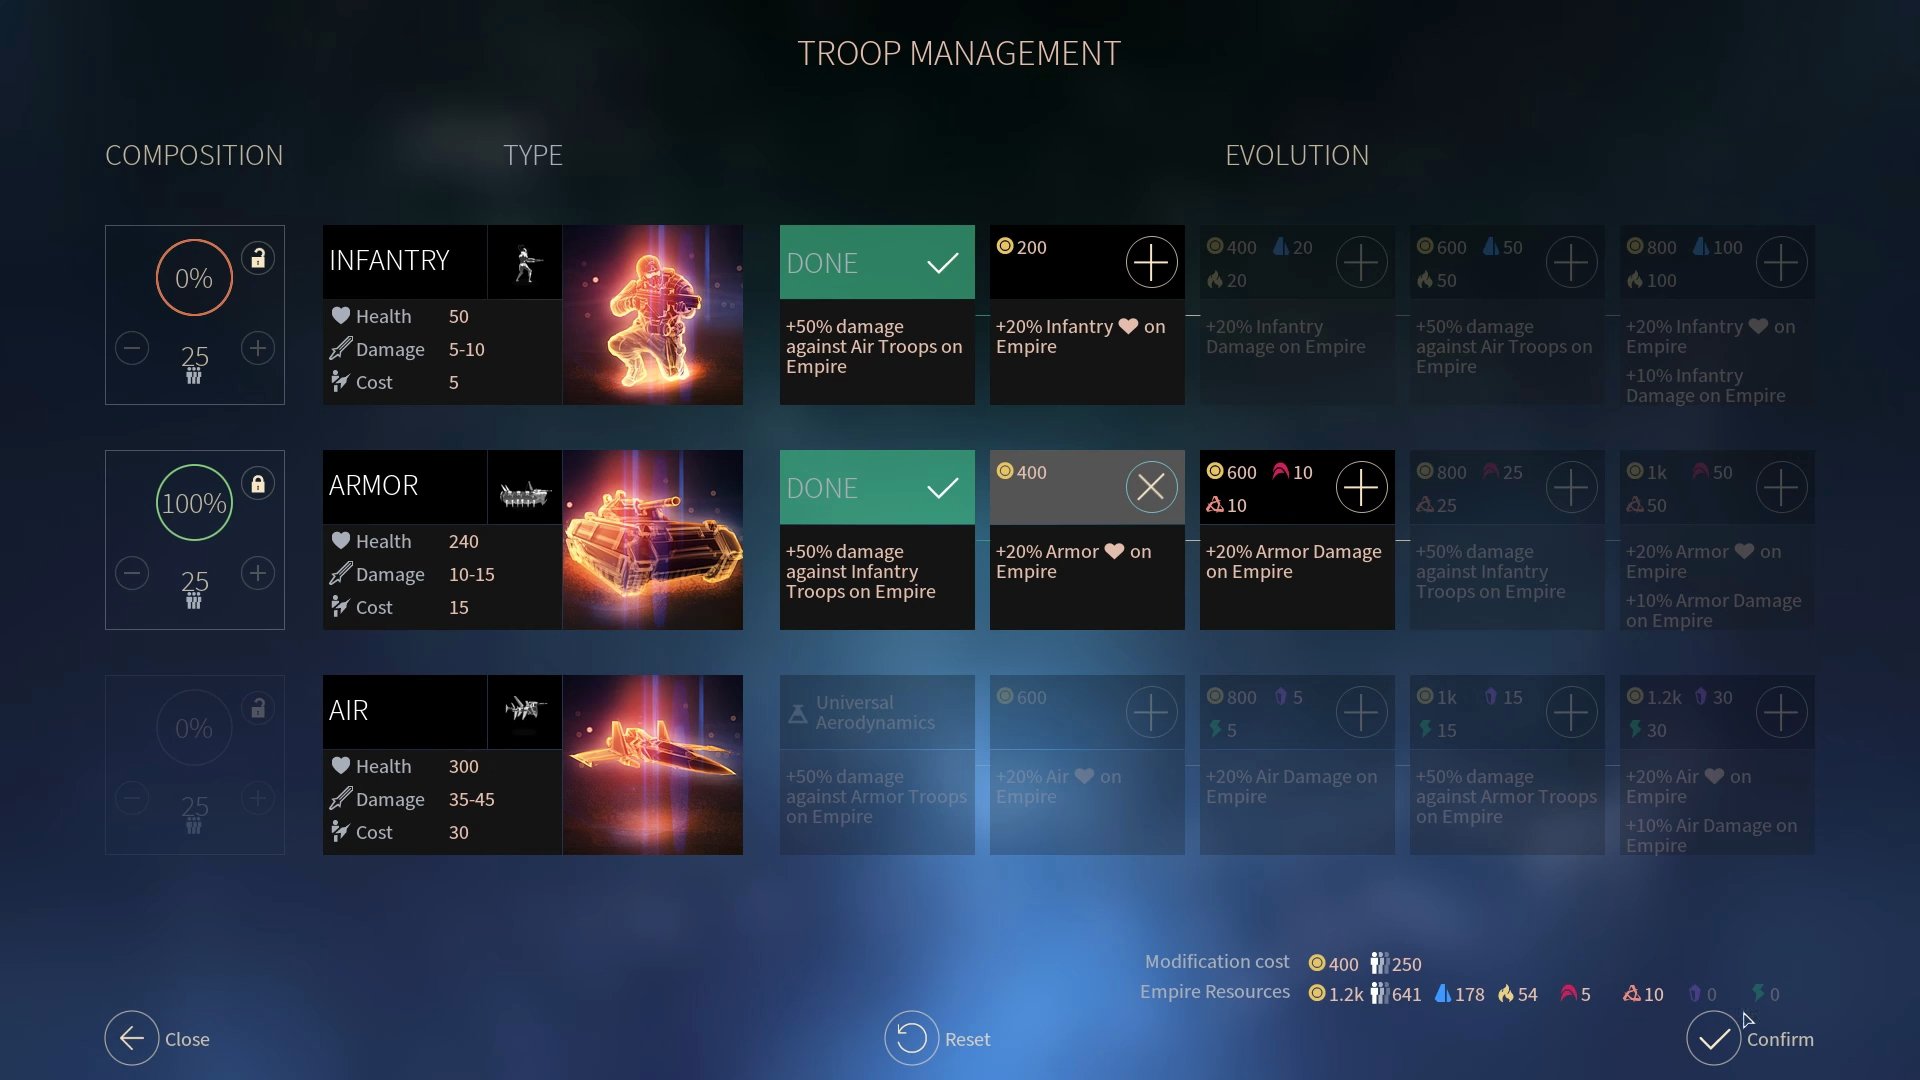 TROOP MANAGEMENT
COMPOSITION TYPE EVOLUTION
0%
25
INFANTRY
Health 50
Damage 5-10
Cost 5
DONE
+50% damage
against Air Troops on
Empire
200
+20% Infantry on
Empire
400 20
20
+20% Infantry
Damage on Empire
600 50
50
+50% damage
against Air Troops on
Empire
800 100
100
+20% Infantry on
Empire
+10% Infantry
Damage on Empire
100%
25
ARMOR
Health 240
Damage 10-15
Cost 15
DONE
+50% damage
against Infantry
Troops on Empire
400
+20% Armor on
Empire
600 10
10
+20% Armor Damage
on Empire
800 25
25
+50% damage
against Infantry
Troops on Empire
1k 50
50
+20% Armor on
Empire
+10% Armor Damage
on Empire
0%
25
AIR
Health 300
Damage 35-45
Cost 30
Universal
Aerodynamics
+50% damage
against Armor Troops
on Empire
600
+20% Air on
Empire
800 5
5
+20% Air Damage on
Empire
1k 15
15
+50% damage
against Armor Troops
on Empire
1.2k 30
30
+20% Air on
Empire
+10% Air Damage on
Empire
Modification cost 400 250
Empire Resources 1.2k 641 178 54 5 10 0 0
Close Reset Confirm